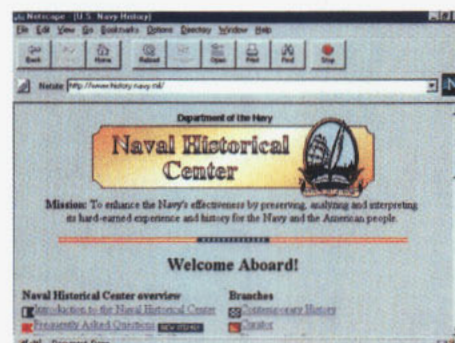 Netscape - [U.S. Navy History]
File Edit View Go Bookmarks Options Directory Window Help
Back Home Reload Open Print Find Stop
Netsite: http://www.history.navy.mil/
Department of the Navy
Naval Historical
Center
Mission: To enhance the Navy's effectiveness by preserving, analyzing and interpreting
its hard-earned experience and history for the Navy and the American people.
Welcome Aboard!
Naval Historical Center overview
Introduction to the Naval Historical Center
Frequently Asked Questions
Branches
Contemporary History
Curator